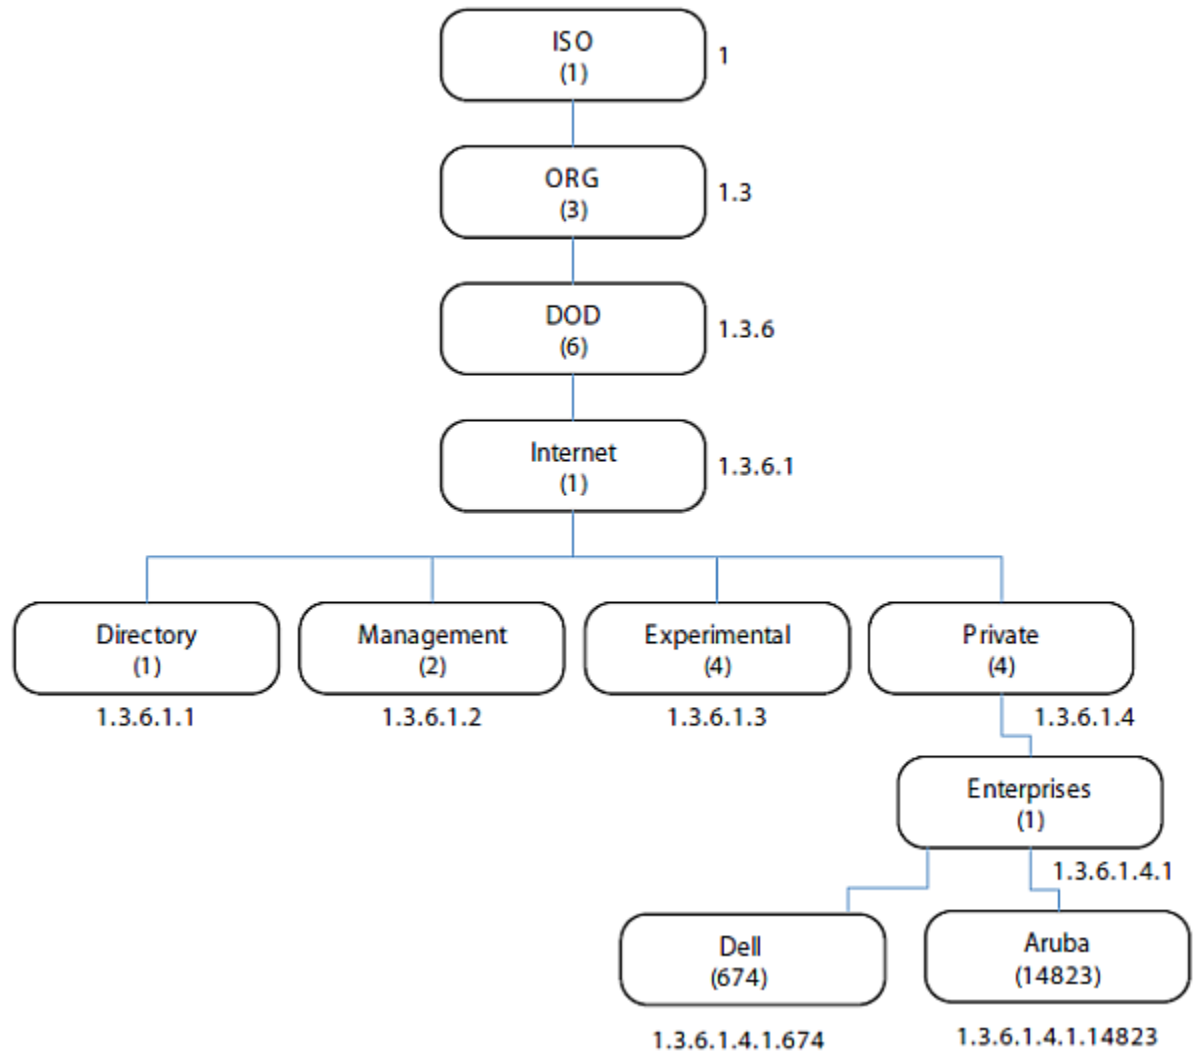 ISO
(1)
1
ORG
(3)
1.3
DOD
(6)
1.3.6
Internet
(1)
1.3.6.1
Directory
(1)
1.3.6.1.1
Management
(2)
1.3.6.1.2
Experimental
(4)
1.3.6.1.3
Private
(4)
1.3.6.1.4
Enterprises
(1)
1.3.6.1.4.1
Dell
(674)
1.3.6.1.4.1.674
Aruba
(14823)
1.3.6.1.4.1.14823